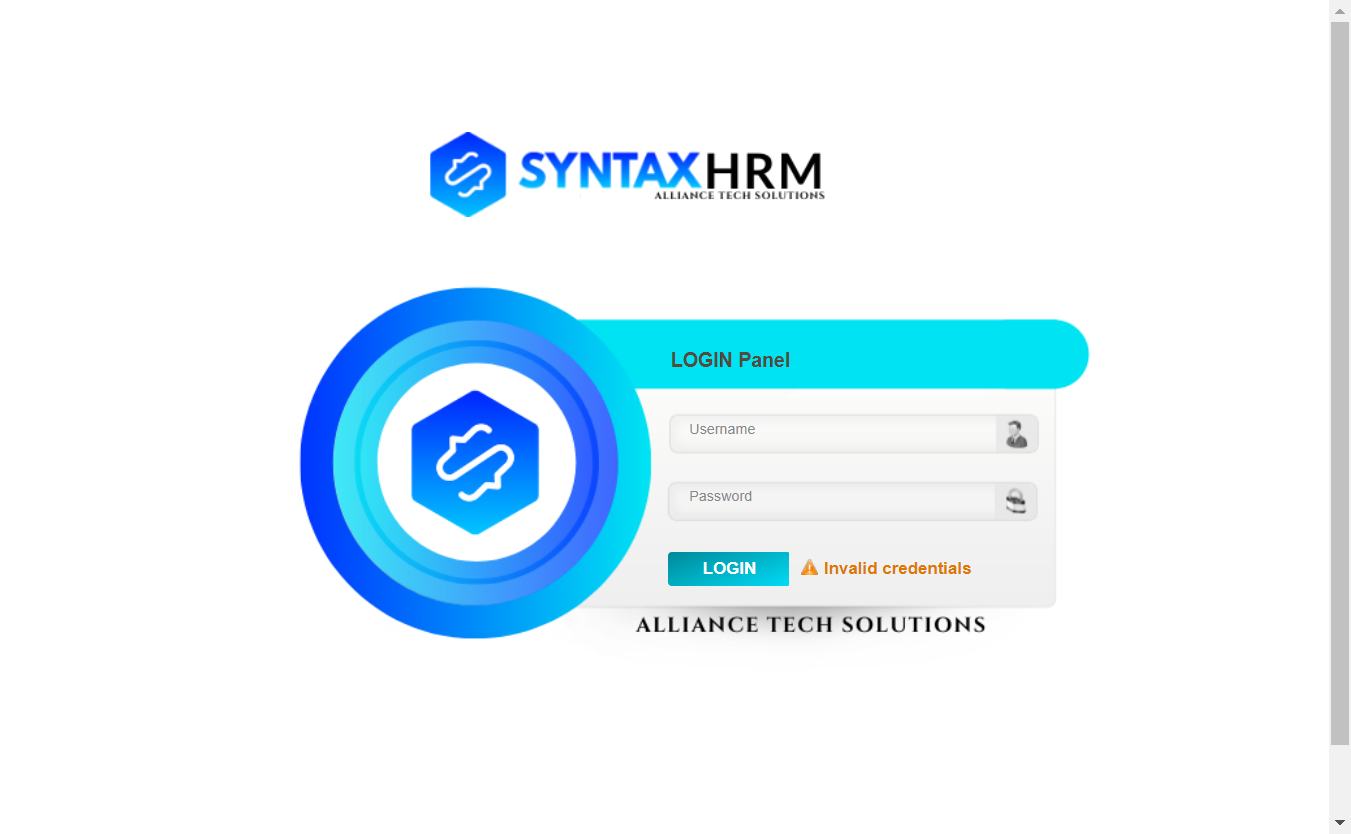 SYNTAXHRM
ALLIANCE TECH SOLUTIONS
LOGIN Panel
Username
Password
LOGIN
Invalid credentials
ALLIANCE TECH SOLUTIONS